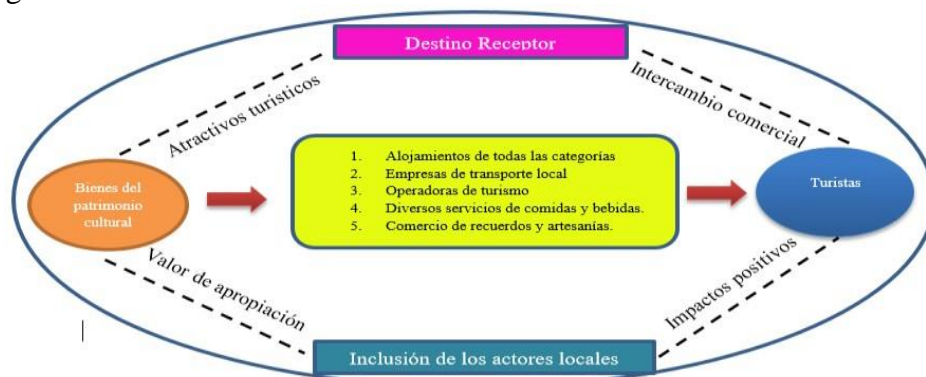 Destino Receptor
Atractivos turisticos
Intercambio comercial
1. Alojamientos de todas las categorías
2. Empresas de transporte local
3. Operadoras de turismo
4. Diversos servicios de comidas y bebidas.
5. Comercio de recuerdos y artesanías.
Bienes del
patrimonio
cultural
Turistas
Valor de apropiación
Impactos positivos
Inclusión de los actores locales